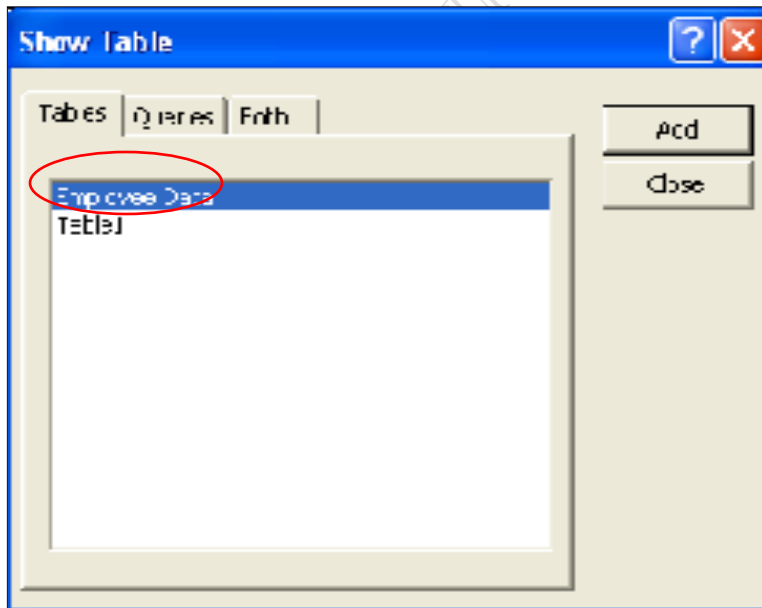 Show Table
Tables Queries Both
Add
Close
Employee Data
Table1